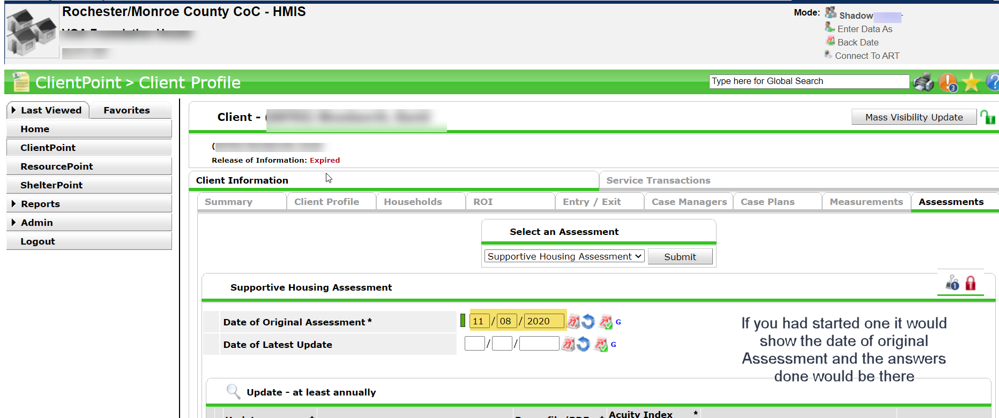 Rochester/Monroe County CoC - HMIS
Mode: Shadow
Enter Data As
Back Date
Connect To ART
ClientPoint > Client Profile
Type here for Global Search
3
Last Viewed Favorites
Home
ClientPoint
ResourcePoint
ShelterPoint
Reports
Admin
Logout
Client - (
Mass Visibility Update
(
Release of Information: Expired
Client Information Service Transactions
Summary Client Profile Households ROI Entry / Exit Case Managers Case Plans Measurements Assessments
Select an Assessment
Supportive Housing Assessment Submit
Supportive Housing Assessment
1
Date of Original Assessment * 11 / 08 / 2020 23 G
Date of Latest Update / / 23 G
If you had started one it would
show the date of original
Assessment and the answers
done would be there
Update - at least annually
Acuity Index *